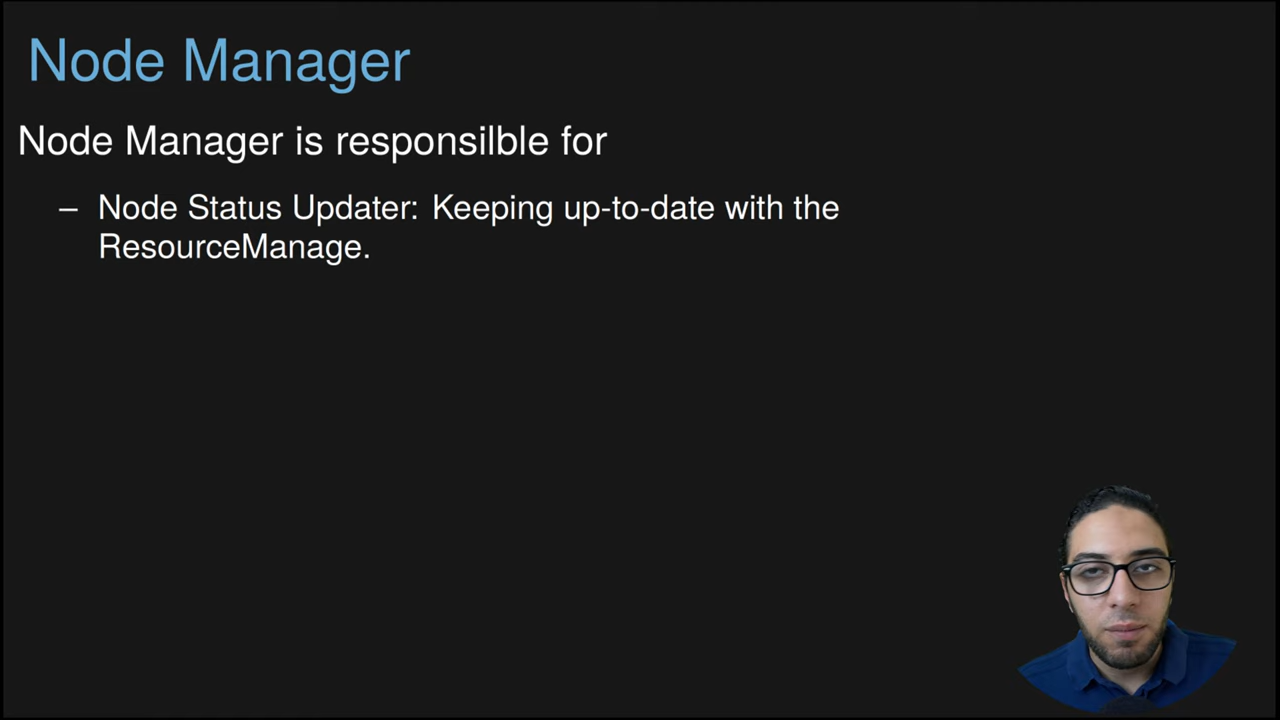 Node Manager
Node Manager is responsilble for
– Node Status Updater: Keeping up-to-date with the
ResourceManage.